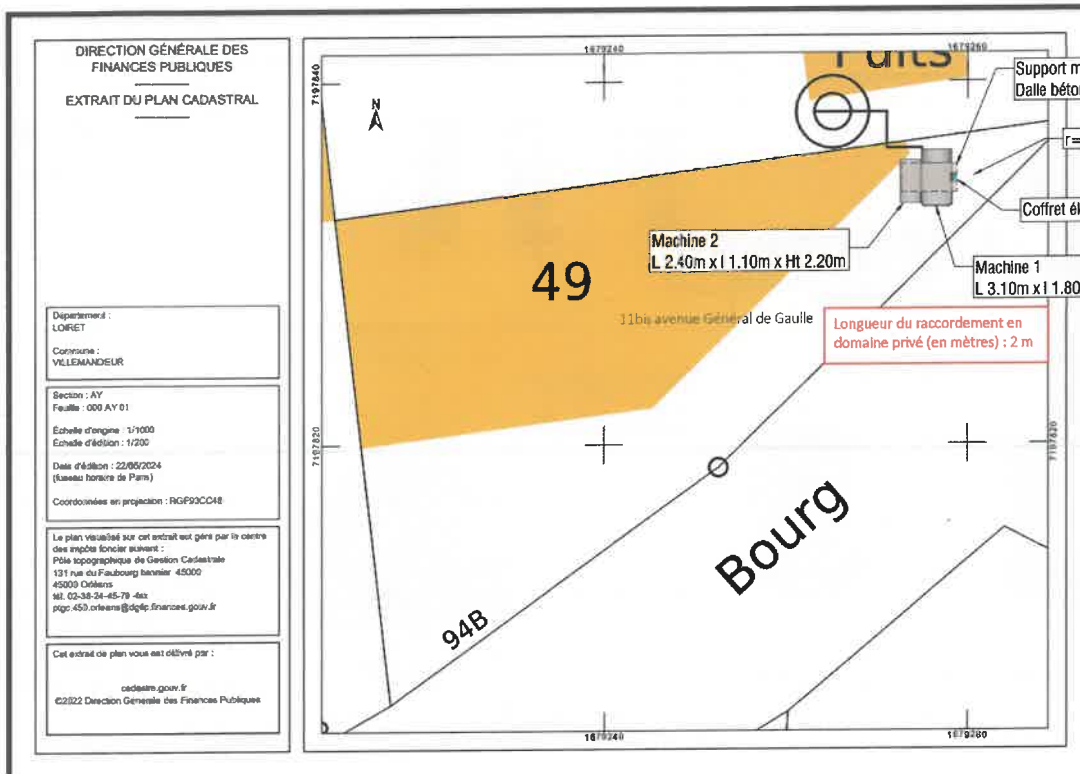 DIRECTION GÉNÉRALE DES
FINANCES PUBLIQUES
EXTRAIT DU PLAN CADASTRAL
Département :
LOIRET
Commune :
VILLEMANDEUR
Section : AY
Feuille : 000 AY 01
Échelle d'origine : 1/1000
Échelle d'édition : 1/200
Date d'édition : 22/05/2024
(fuseau horaire de Paris)
Coordonnées en projection : RGF93CC48
Le plan visualisé sur cet extrait est géré par le centre
des impôts foncier suivant :
Pôle topographique de Gestion Cadastrale
131 rue du Faubourg bannier 45000
45000 Orléans
tél. 02-38-24-45-79 -fax
ptgc.450.orleans@dgfip.finances.gouv.fr
Cet extrait de plan vous est délivré par :
cadastre.gouv.fr
©2022 Direction Générale des Finances Publiques
1679240
1679260
7197840
N
Puits
Support m
Dalle béto
r=
Coffret él
Machine 2
L 2.40m x l 1.10m x Ht 2.20m
Machine 1
L 3.10m x l 1.80
49
11bis avenue Général de Gaulle
Longueur du raccordement en
domaine privé (en mètres) : 2 m
7197820
7197820
Bourg
94B
1679240
1679260